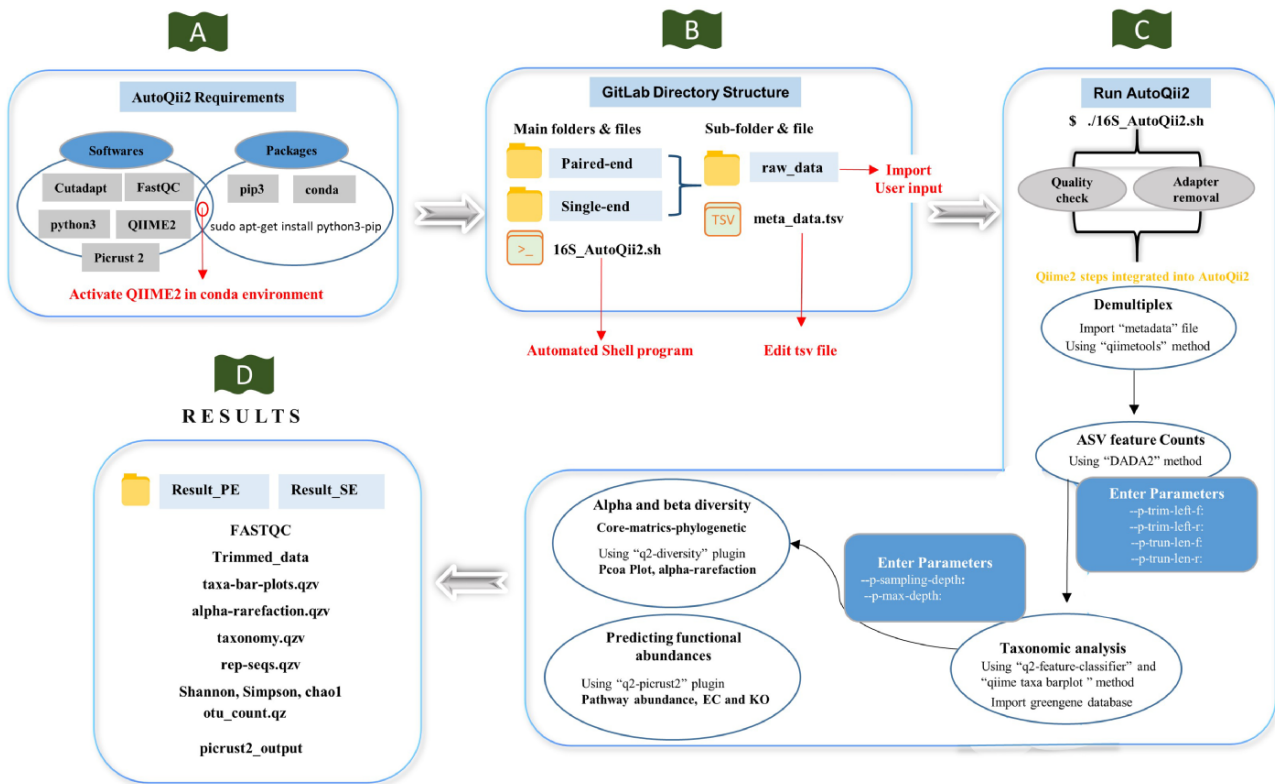 A
AutoQii2 Requirements
Softwares
Packages
Cutadapt
FastQC
pip3
conda
python3
QIIME2
sudo apt-get install python3-pip
Picrust 2
Activate QIIME2 in conda environment
B
GitLab Directory Structure
Main folders & files
Sub-folder & file
Paired-end
raw_data
Import
User input
Single-end
TSV
meta_data.tsv
>_
16S_AutoQii2.sh
Automated Shell program
Edit tsv file
C
Run AutoQii2
$ ./16S_AutoQii2.sh
Quality
check
Adapter
removal
Qiime2 steps integrated into AutoQii2
Demultiplex
Import “metadata” file
Using “qiimetools” method
ASV feature Counts
Using “DADA2” method
Enter Parameters
--p-trim-left-f:
--p-trim-left-r:
--p-trun-len-f:
--p-trun-len-r:
Taxonomic analysis
Using “q2-feature-classifier” and
“qiime taxa barplot ” method
Import greengene database
Enter Parameters
--p-sampling-depth:
--p-max-depth:
Alpha and beta diversity
Core-matrics-phylogenetic
Using “q2-diversity” plugin
Pcoa Plot, alpha-rarefaction
Predicting functional
abundances
Using “q2-picrust2” plugin
Pathway abundance, EC and KO
D
RESULTS
Result_PE
Result_SE
FASTQC
Trimmed_data
taxa-bar-plots.qzv
alpha-rarefaction.qzv
taxonomy.qzv
rep-seqs.qzv
Shannon, Simpson, chao1
otu_count.qz
picrust2_output